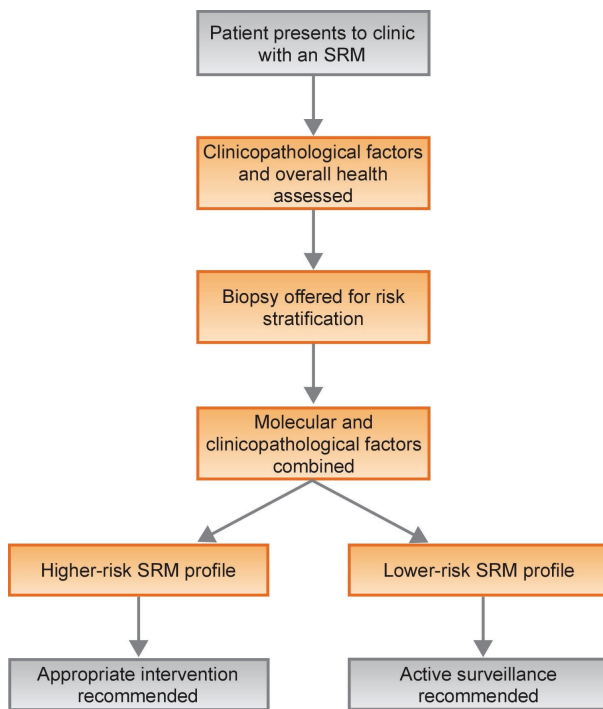 Patient presents to clinic
with an SRM
Clinicopathological factors
and overall health
assessed
Biopsy offered for risk
stratification
Molecular and
clinicopathological factors
combined
Higher-risk SRM profile
Lower-risk SRM profile
Appropriate intervention
recommended
Active surveillance
recommended